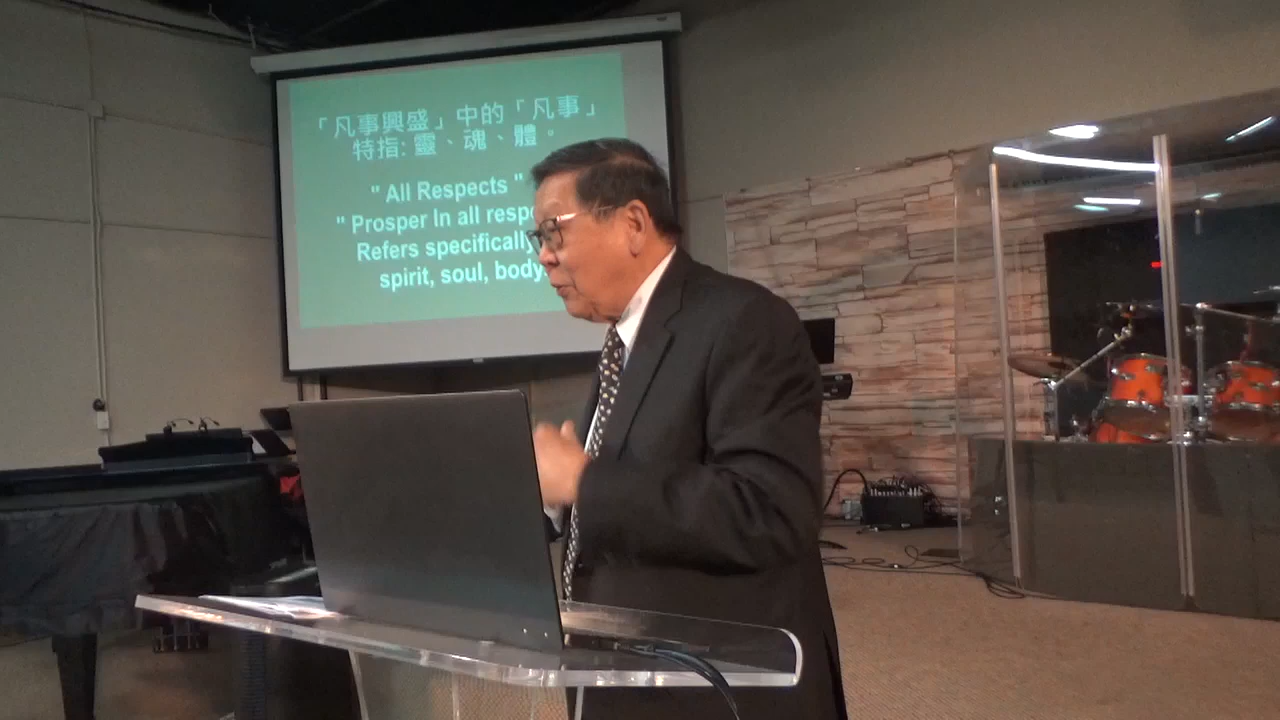 「凡事興盛」中的「凡事」
特指: 靈、魂、體。
" All Respects "
" Prosper In all
Refers specifically
spirit, soul, body